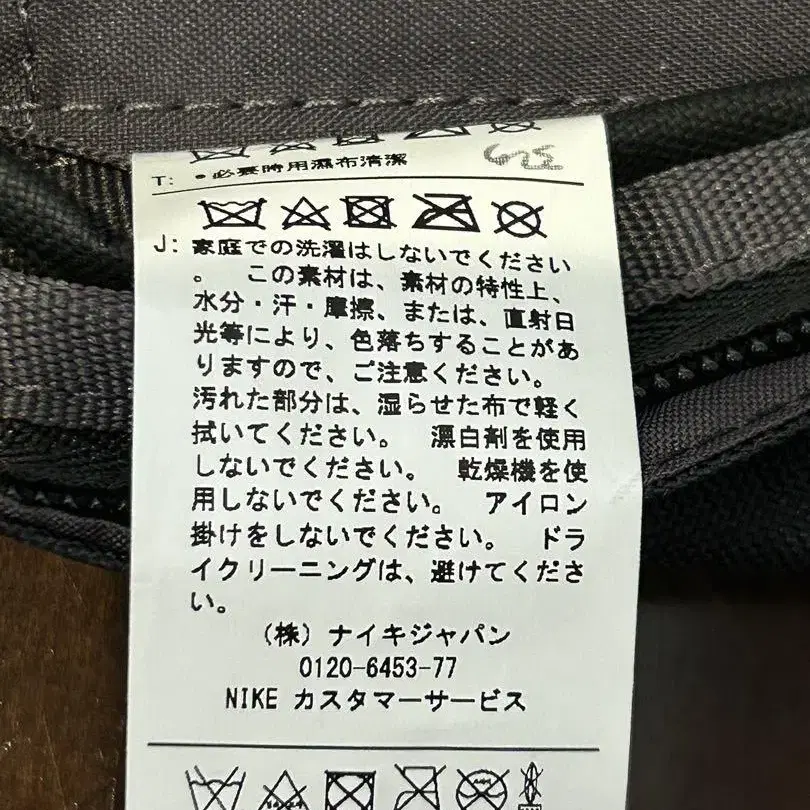 T: •必要時用濕布清潔
J: 家庭での洗濯はしないでください
。 この素材は、素材の特性上、
水分・汗・摩擦、または、直射日
光等により、色落ちすることがあ
りますので、ご注意ください。
汚れた部分は、湿らせた布で軽く
拭いてください。 漂白剤を使用
しないでください。 乾燥機を使
用しないでください。 アイロン
掛けをしないでください。 ドラ
イクリーニングは、避けてくださ
い。
(株) ナイキジャパン
0120-6453-77
NIKE カスタマーサービス